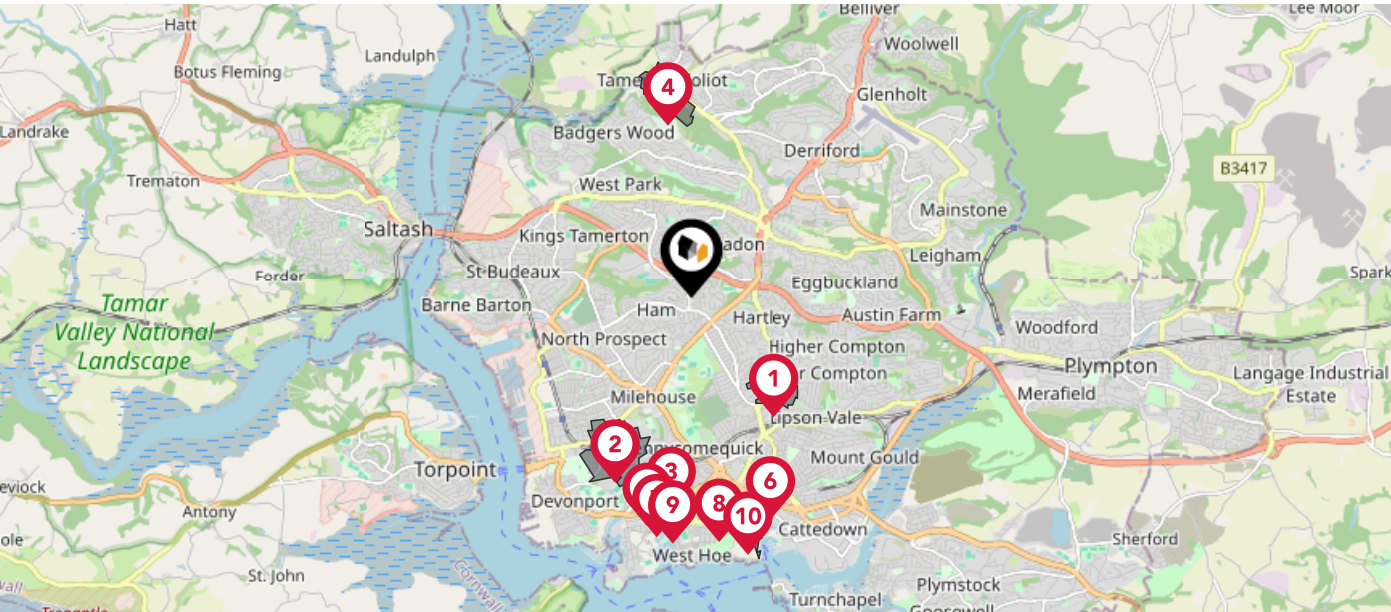 Belliver
Lee Moor
Hatt
Landulph
Woolwell
Botus Fleming
4
Glenholt
Landrake
Badgers Wood
Derriford
B3417
Trematon
West Park
Mainstone
Saltash
Kings Tamerton
Leigham
St Budeaux
Forder
Eggbuckland
Tamar
Valley National
Landscape
Barne Barton
Ham
Hartley
Austin Farm
Woodford
North Prospect
Higher Compton
Plympton
1
Compton
Langage Industrial
Estate
Milehouse
Merafield
Lipson Vale
2
Mount Gould
Torpoint
3
6
Devonport
9
8
10
Antony
Cattedown
Sherford
West Hoe
St. John
Plymstock
Cornwall
Turnchapel